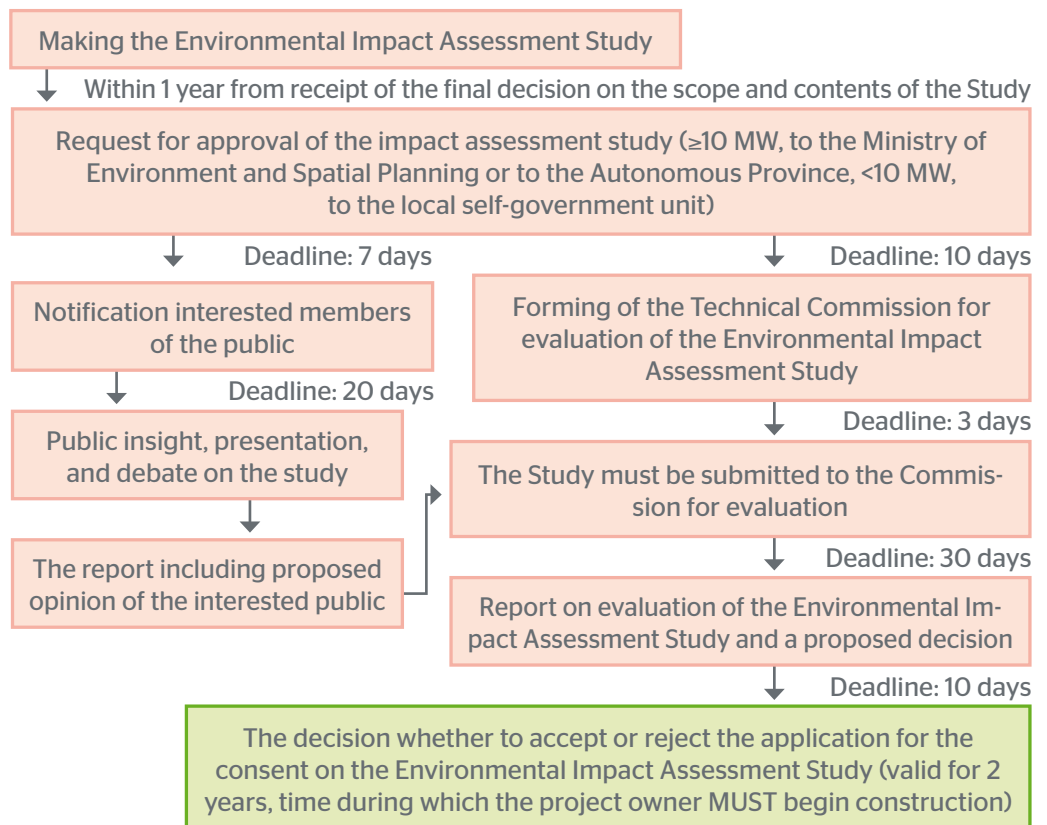 Making the Environmental Impact Assessment Study
Within 1 year from receipt of the final decision on the scope and contents of the Study
Request for approval of the impact assessment study (≥10 MW, to the Ministry of
Environment and Spatial Planning or to the Autonomous Province, <10 MW,
to the local self-government unit)
Deadline: 7 days
Notification interested members
of the public
Deadline: 20 days
Public insight, presentation,
and debate on the study
The report including proposed
opinion of the interested public
Deadline: 10 days
Forming of the Technical Commission for
evaluation of the Environmental Impact
Assessment Study
Deadline: 3 days
The Study must be submitted to the Commis-
sion for evaluation
Deadline: 30 days
Report on evaluation of the Environmental Im-
pact Assessment Study and a proposed decision
Deadline: 10 days
The decision whether to accept or reject the application for the
consent on the Environmental Impact Assessment Study (valid for 2
years, time during which the project owner MUST begin construction)